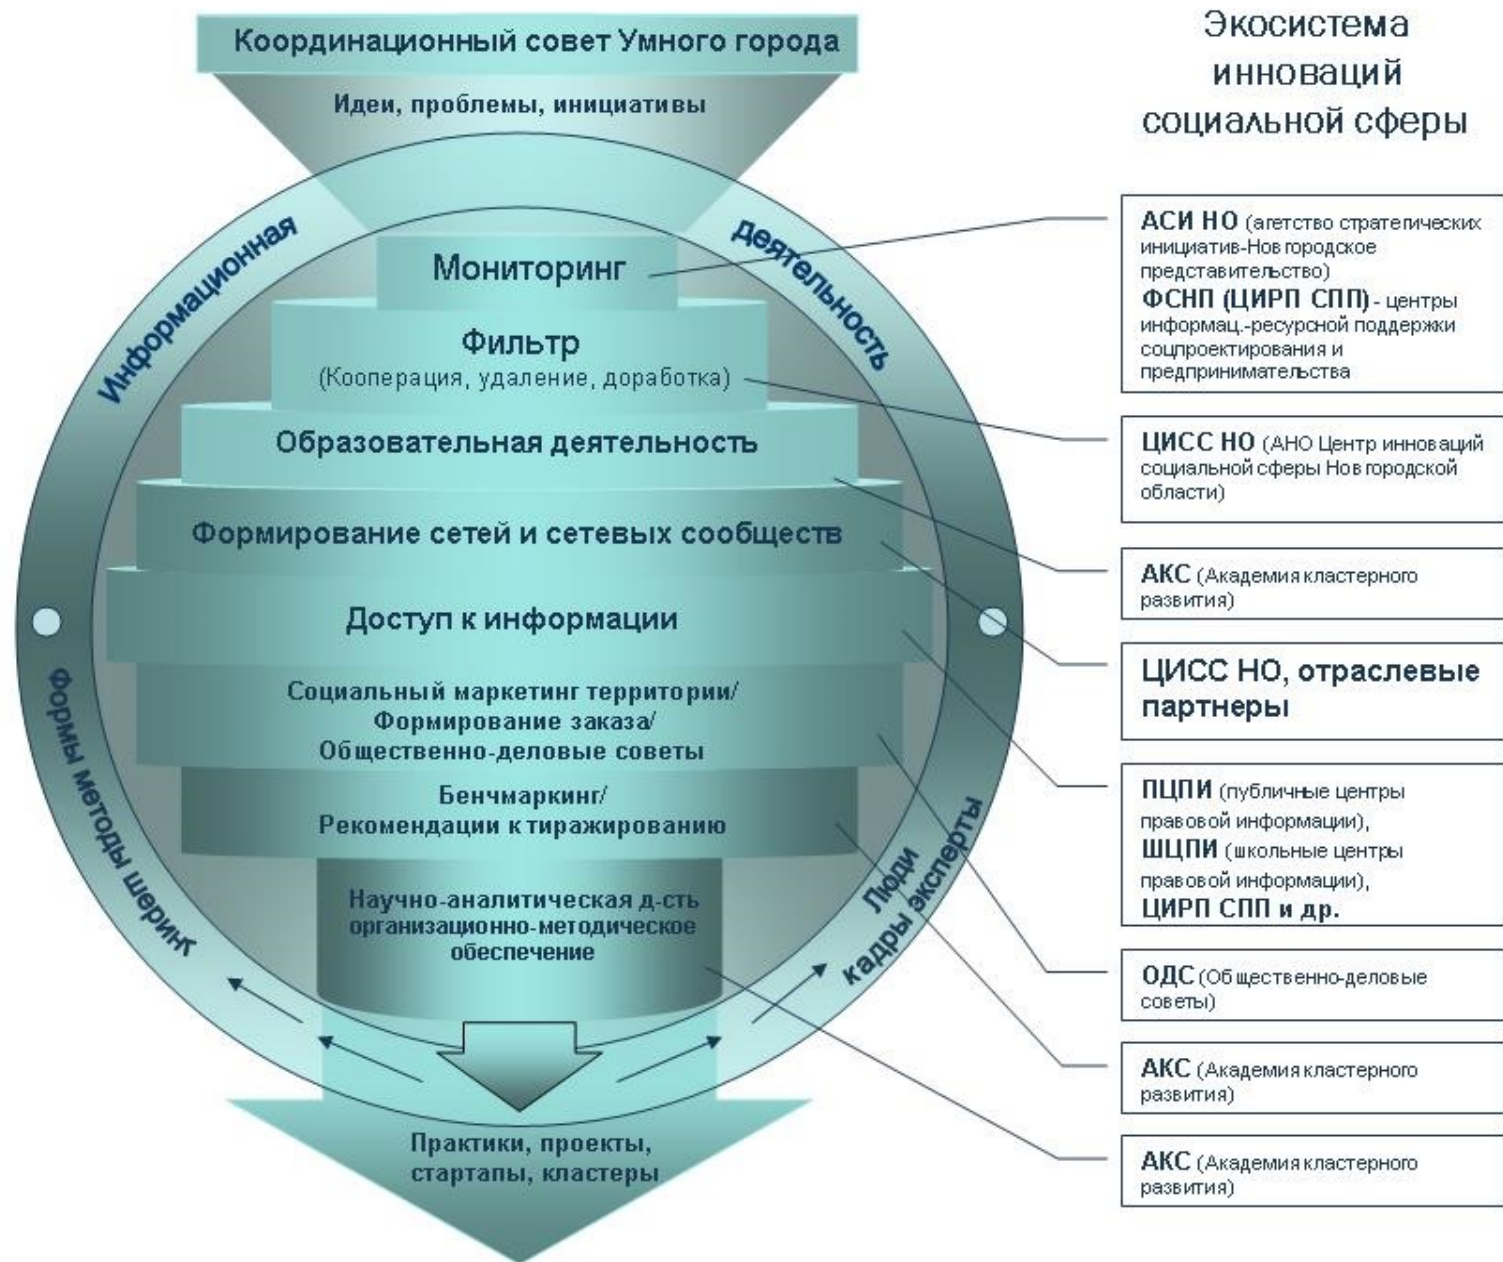 Координационный совет Умного города
Идеи, проблемы, инициативы
Информационная
деятельность
Мониторинг
Фильтр
(Кооперация, удаление, доработка)
Образовательная деятельность
Формирование сетей и сетевых сообществ
Доступ к информации
Социальный маркетинг территории/
Формирование заказа/
Общественно-деловые советы
Бенчмаркинг/
Рекомендации к тиражированию
Научно-аналитическая д-сть
организационно-методическое
обеспечение
Формы методы шеринг
Люди
кадры эксперты
Практики, проекты,
стартапы, кластеры
Экосистема
инноваций
социальной сферы
АСИ НО (агетство стратегических
инициатив-Новгородское
представительство)
ФСНП (ЦИРП СПП) - центры
информац.-ресурсной поддержки
соцпроектирования и
предпринимательства
ЦИСС НО (АНО Центр инноваций
социальной сферы Новгородской
области)
АКС (Академия кластерного
развития)
ЦИСС НО, отраслевые
партнеры
ПЦПИ (публичные центры
правовой информации),
ШЦПИ (школьные центры
правовой информации),
ЦИРП СПП и др.
ОДС (Общественно-деловые
советы)
АКС (Академия кластерного
развития)
АКС (Академия кластерного
развития)